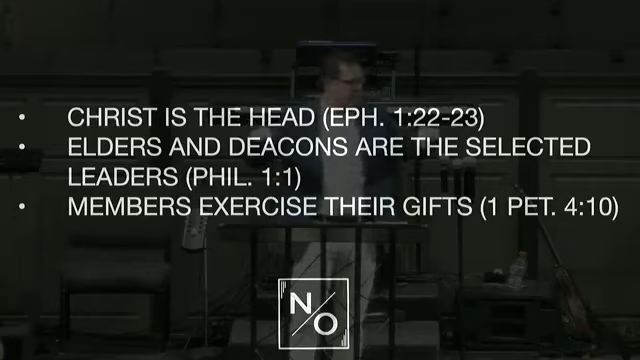 • CHRIST IS THE HEAD (EPH. 1:22-23)
• ELDERS AND DEACONS ARE THE SELECTED
LEADERS (PHIL. 1:1)
• MEMBERS EXERCISE THEIR GIFTS (1 PET. 4:10)
N/O